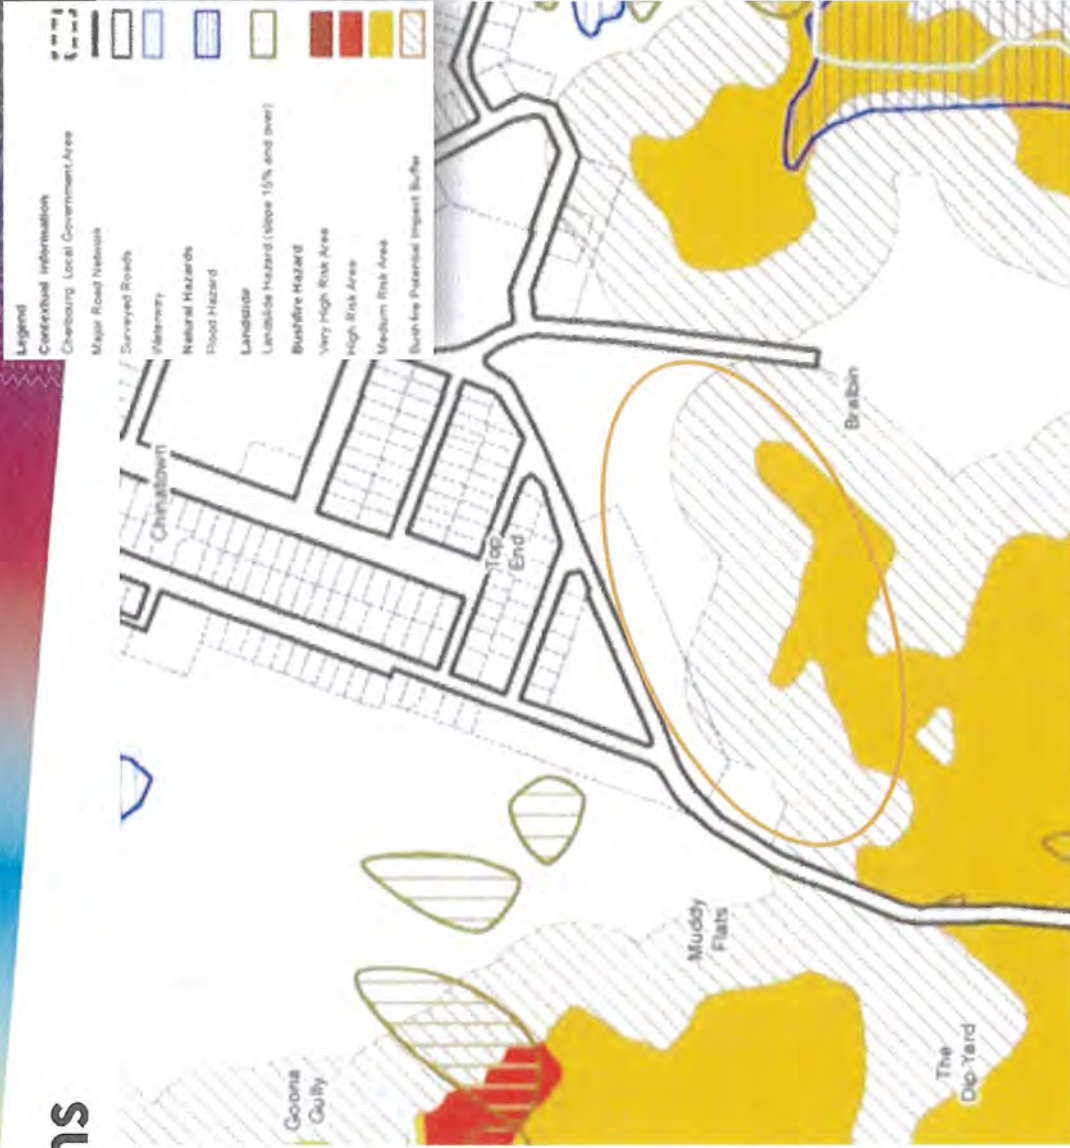 ns
Legend
Contextual information
Cherbourg Local Government Area
Major Road Network
Surveyed Roads
Waterway
Natural Hazards
Flood Hazard
Landslide
Landslide Hazard (slope 15% and over)
Bushfire Hazard
Very High Risk Area
High Risk Area
Medium Risk Area
Bushfire Potential Impact Buffer
Chinatown
Top
End
Bralbin
Muddy
Flats
Goona
Gully
The
Dip-Yard